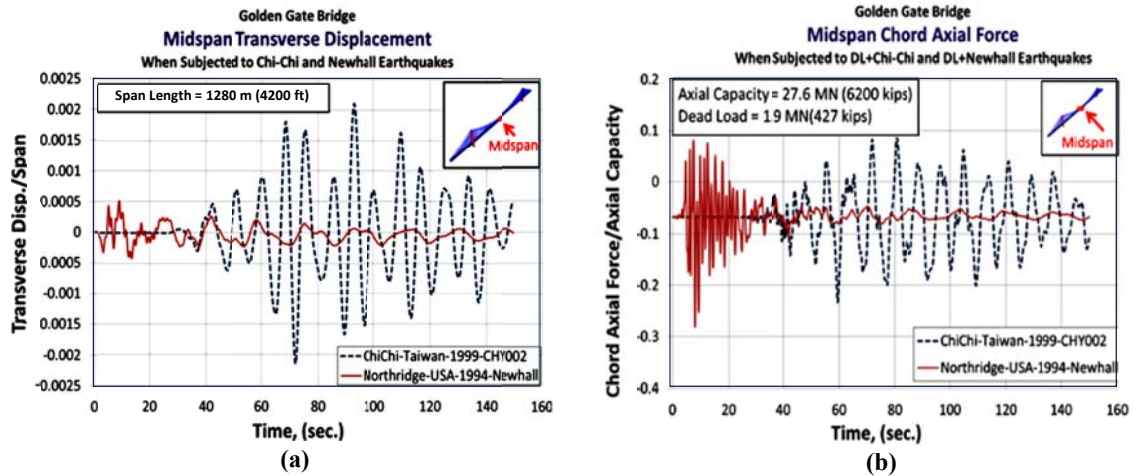 Golden Gate Bridge
Midspan Transverse Displacement
When Subjected to Chi-Chi and Newhall Earthquakes
Span Length = 1280 m (4200 ft)
Midspan
Transverse Disp./Span
0.0025
0.002
0.0015
0.001
0.0005
0
0.0005
-0.001
0.0015
-0.002
-0.0025
ChiChi-Taiwan-1999-CHY002
Northridge-USA-1994-Newhall
0 20 40 60 80 100 120 140 160
Time, (sec.)
(a)
Golden Gate Bridge
Midspan Chord Axial Force
When Subjected to DL+Chi-Chi and DL+Newhall Earthquakes
Axial Capacity = 27.6 MN (6200 kips)
Dead Load = 1.9 MN(427 kips)
Midspan
Chord Axial Force/Axial Capacity
0.2
0.1
0
-0.1
-0.2
-0.3
-0.4
ChiChi-Taiwan-1999-CHY002
Northridge-USA-1994-Newhall
0 20 40 60 80 100 120 140 160
Time, (sec.)
(b)